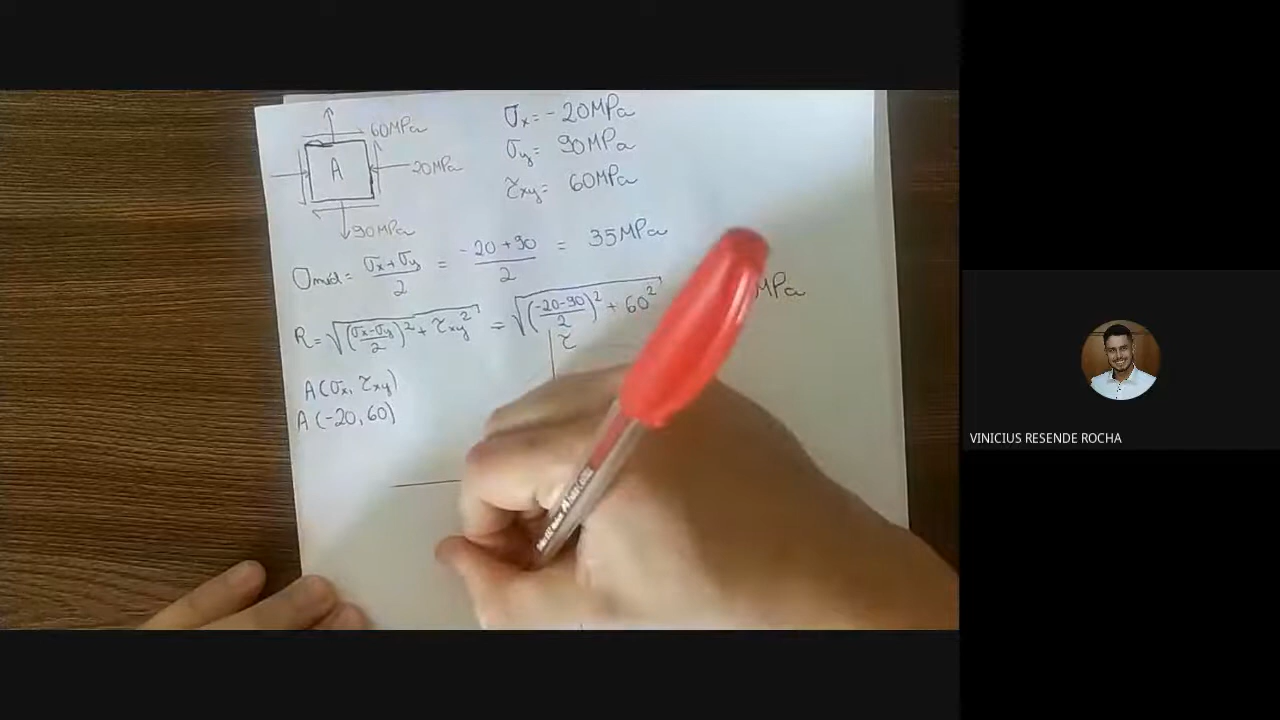 60MPa
A
20MPa
90MPa
σx = -20MPa
σy = 90MPa
τxy = 60MPa
σméd = (σx+σy)/2 = (-20+90)/2 = 35MPa
R = √(((σx-σy)/2)² + τxy²) = √(((-20-90)/2)² + 60²) MPa
τ
A(σx, τxy)
A(-20, 60)
VINICIUS RESENDE ROCHA